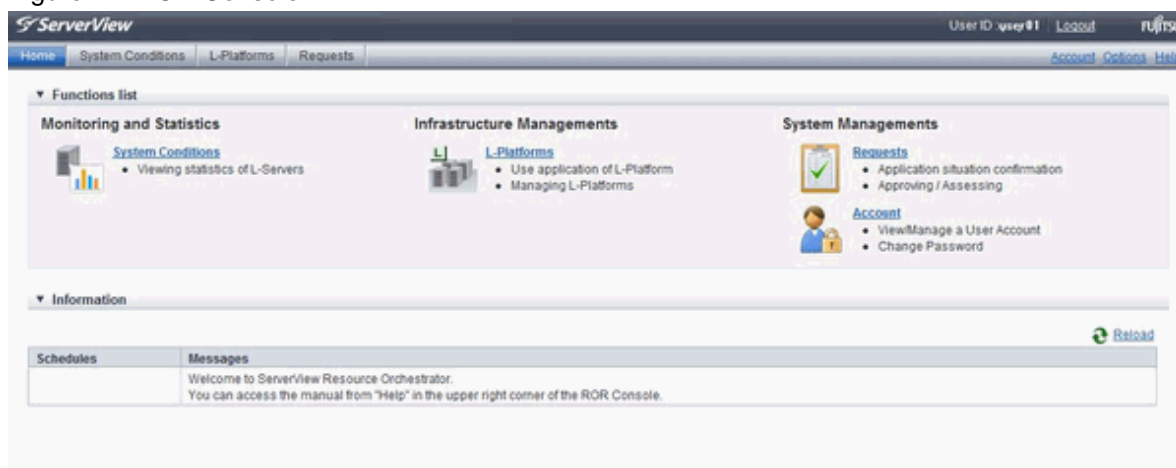 ServerView
User ID :user01 Logout
Home System Conditions L-Platforms Requests
Account Options
Functions list
Monitoring and Statistics
System Conditions
Viewing statistics of L-Servers
Infrastructure Managements
L-Platforms
Use application of L-Platform
Managing L-Platforms
System Managements
Requests
Application situation confirmation
Approving / Assessing
Account
View/Manage a User Account
Change Password
Information
Reload
Schedules Messages
Welcome to ServerView Resource Orchestrator.
You can access the manual from "Help" in the upper right corner of the ROR Console.